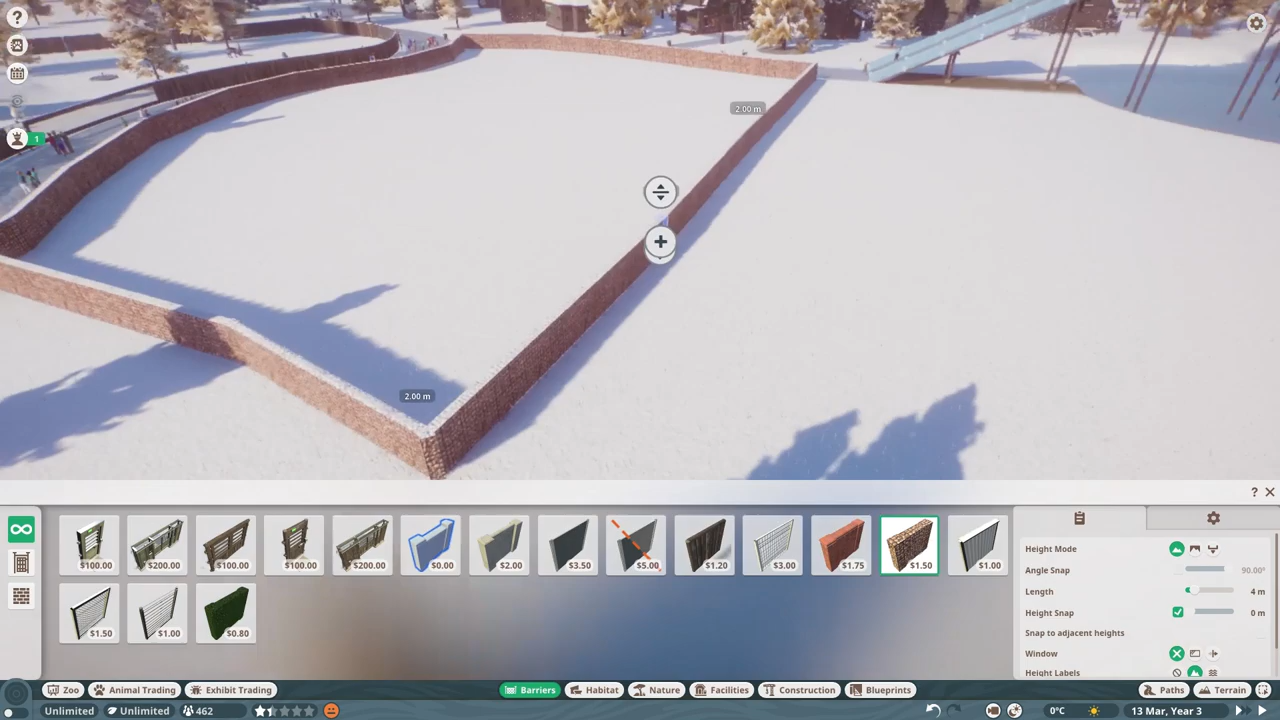 ?
1
2.00 m
2.00 m
?
$100.00
$200.00
$100.00
$100.00
$200.00
$0.00
$2.00
$3.50
$5.00
$1.20
$3.00
$1.75
$1.50
$1.00
$1.50
$1.00
$0.80
Height Mode
Angle Snap 90.00°
Length 4 m
Height Snap 0 m
Snap to adjacent heights
Window
Height Labels
Zoo Animal Trading Exhibit Trading Barriers Habitat Nature Facilities Construction Blueprints Paths Terrain
Unlimited Unlimited 462 0°C 13 Mar, Year 3